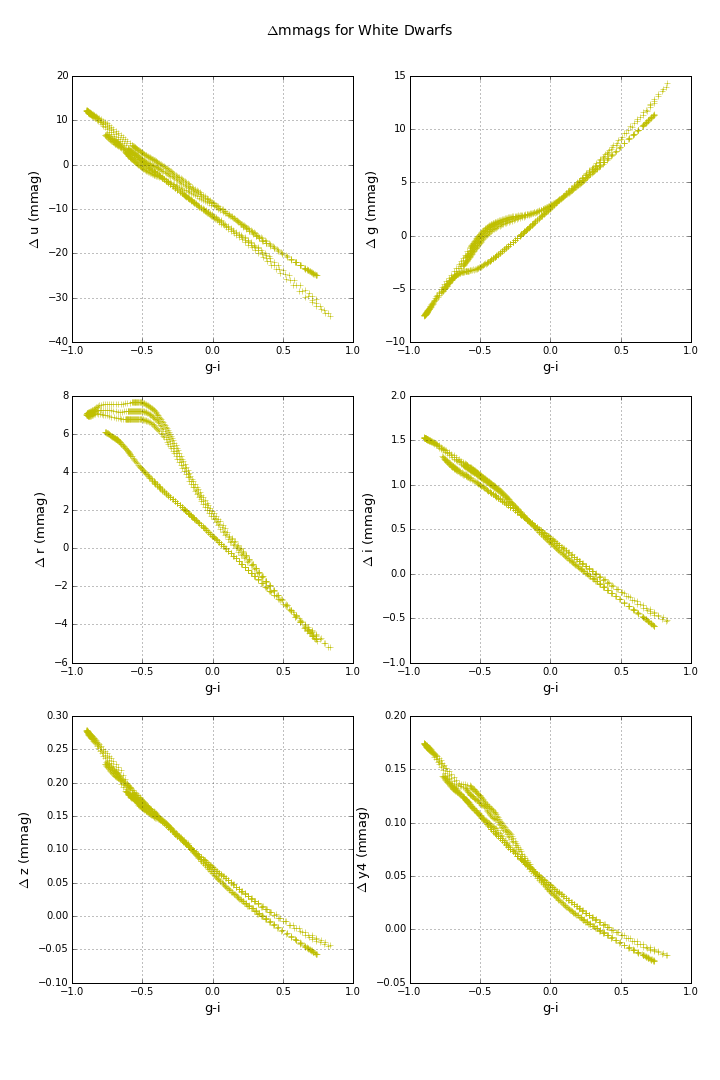 Δmmags for White Dwarfs
20
10
0
−10
−20
−30
−40
Δ u (mmag)
−1.0 −0.5 0.0 0.5 1.0
g-i
15
10
5
0
−5
−10
Δ g (mmag)
−1.0 −0.5 0.0 0.5 1.0
g-i
8
6
4
2
0
−2
−4
−6
Δ r (mmag)
−1.0 −0.5 0.0 0.5 1.0
g-i
2.0
1.5
1.0
0.5
0.0
−0.5
−1.0
Δ i (mmag)
−1.0 −0.5 0.0 0.5 1.0
g-i
0.30
0.25
0.20
0.15
0.10
0.05
0.00
−0.05
−0.10
Δ z (mmag)
−1.0 −0.5 0.0 0.5 1.0
g-i
0.20
0.15
0.10
0.05
0.00
−0.05
Δ y4 (mmag)
−1.0 −0.5 0.0 0.5 1.0
g-i